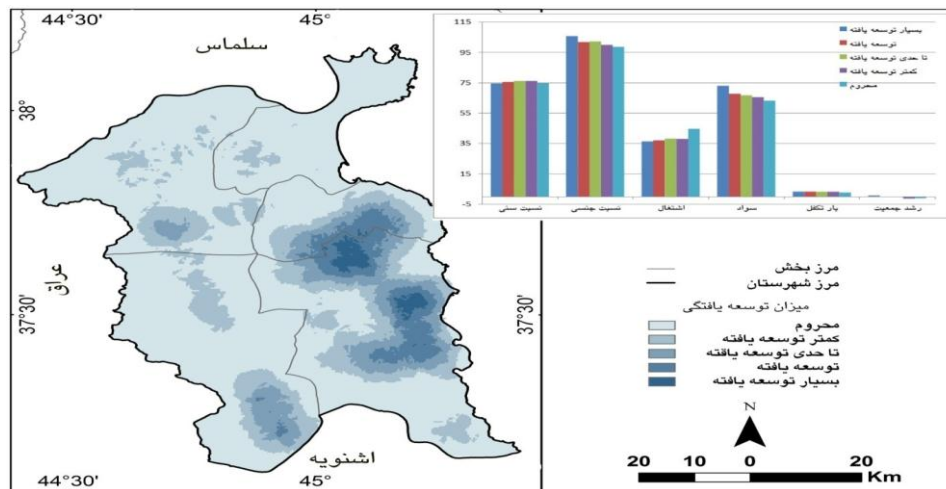 44°30' 45°
سلماس
38°
عراق
37°30'
37°30'
اشنویه
44°30' 45°
115
95
75
55
35
15
-5
بسیار توسعه یافته
توسعه یافته
تا حدی توسعه یافته
کمتر توسعه یافته
محروم
نسبت سنی نسبت جنسی اشتغال سواد بار تکفل رشد جمعیت
مرز بخش
مرز شهرستان
میزان توسعه یافتگی
محروم
کمتر توسعه یافته
تا حدی توسعه یافته
توسعه یافته
بسیار توسعه یافته
N
20 10 0 20
Km